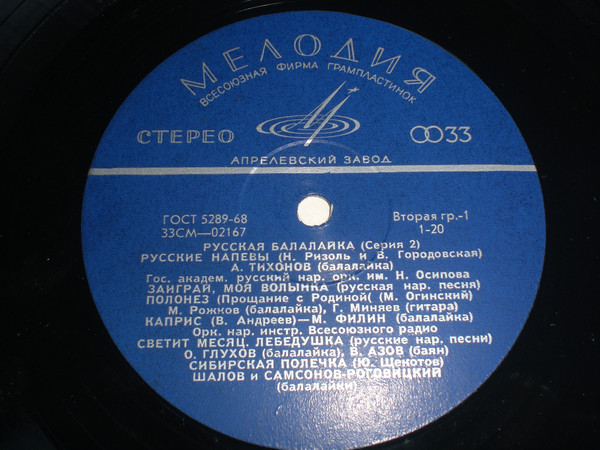 МЕЛОДИЯ
ВСЕСОЮЗНАЯ ФИРМА ГРАМПЛАСТИНОК
СТЕРЕО 33
АПРЕЛЕВСКИЙ ЗАВОД
ГОСТ 5289-68 Вторая гр.-1
33СМ—02167 1-20
РУССКАЯ БАЛАЛАЙКА (Серия 2)
РУССКИЕ НАПЕВЫ (Н. Ризоль и В. Городовская)
А. ТИХОНОВ (балалайка)
Гос. академ. русский нар. орк. им. Н. Осипова
ЗАИГРАЙ, МОЯ ВОЛЫНКА (русская нар. песня)
ПОЛОНЕЗ (Прощание с Родиной( М. Огинский)
М. Рожков (балалайка), Г. Миняев (гитара)
КАПРИС (В. Андреев)—М. ФИЛИН (балалайка)
Орк. нар. инстр. Всесоюзного радио
СВЕТИТ МЕСЯЦ. ЛЕБЕДУШКА (русские нар. песни)
О. ГЛУХОВ (балалайка), В. АЗОВ (баян)
СИБИРСКАЯ ПОЛЕЧКА (Ю. Щекотов)
ШАЛОВ и САМСОНОВ-РОГОВИЦКИЙ
(балалайки)